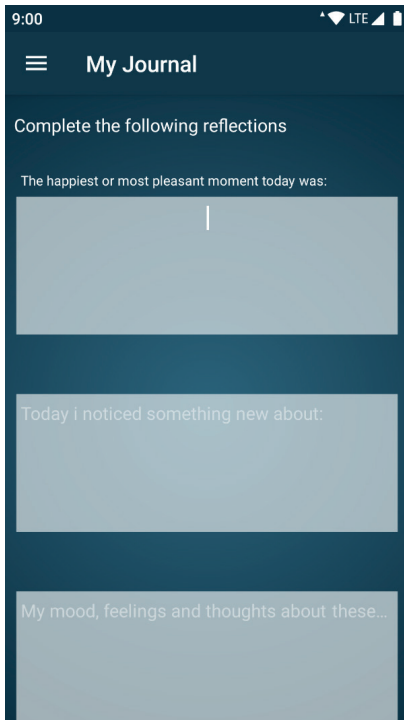 9:00
LTE
My Journal
Complete the following reflections
The happiest or most pleasant moment today was:
Today i noticed something new about:
My mood, feelings and thoughts about these...